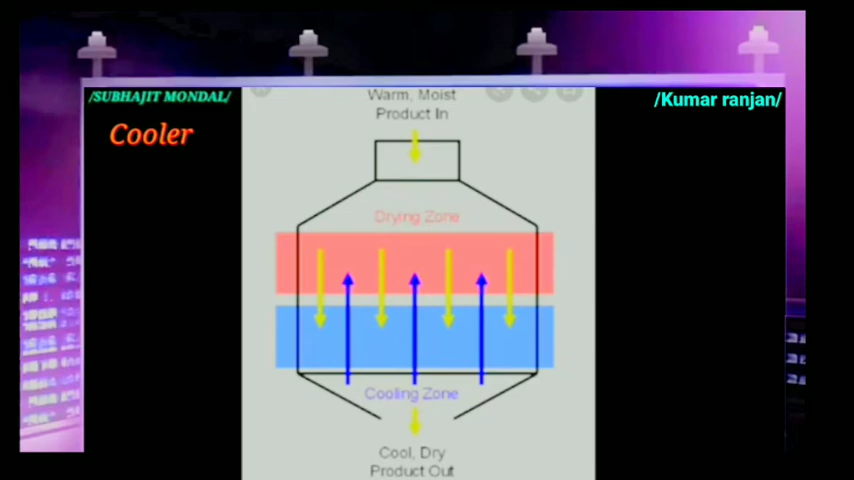 /SUBHAJIT MONDAL/
/Kumar ranjan/
Cooler
Warm, Moist
Product In
Drying Zone
Cooling Zone
Cool, Dry
Product Out